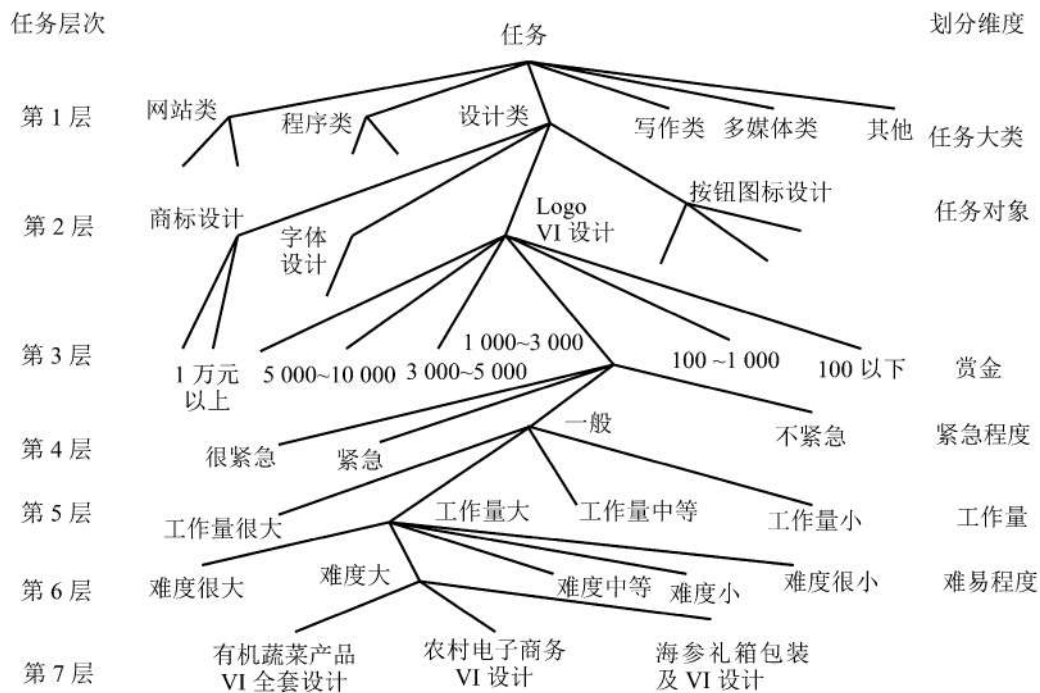 任务层次
任务
划分维度
第 1 层
网站类
程序类
设计类
写作类
多媒体类
其他
任务大类
第 2 层
商标设计
字体
设计
Logo
VI 设计
按钮图标设计
任务对象
第 3 层
1 万元
以上
5 000~10 000
3 000~5 000
1 000~3 000
100 ~1 000
100 以下
赏金
第 4 层
很紧急
紧急
一般
不紧急
紧急程度
第 5 层
工作量很大
工作量大
工作量中等
工作量小
工作量
第 6 层
难度很大
难度大
难度中等
难度小
难度很小
难易程度
第 7 层
有机蔬菜产品
VI 全套设计
农村电子商务
VI 设计
海参礼箱包装
及 VI 设计